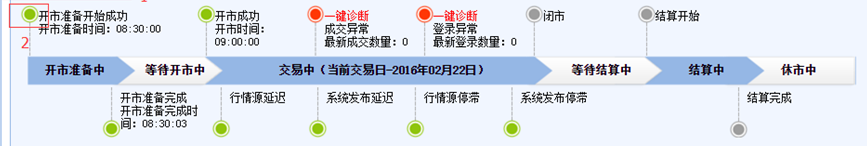 开市准备开始成功
开市准备时间：08:30:00
开市成功
开市时间：
09:00:00
一键诊断
成交异常
最新成交数量：0
一键诊断
登录异常
最新登录数量：0
闭市
结算开始
2
开市准备中
等待开市中
交易中（当前交易日-2016年02月22日）
等待结算中
结算中
休市中
开市准备完成
开市准备完成时
间：08:30:03
行情源延迟
系统发布延迟
行情源停滞
系统发布停滞
结算完成